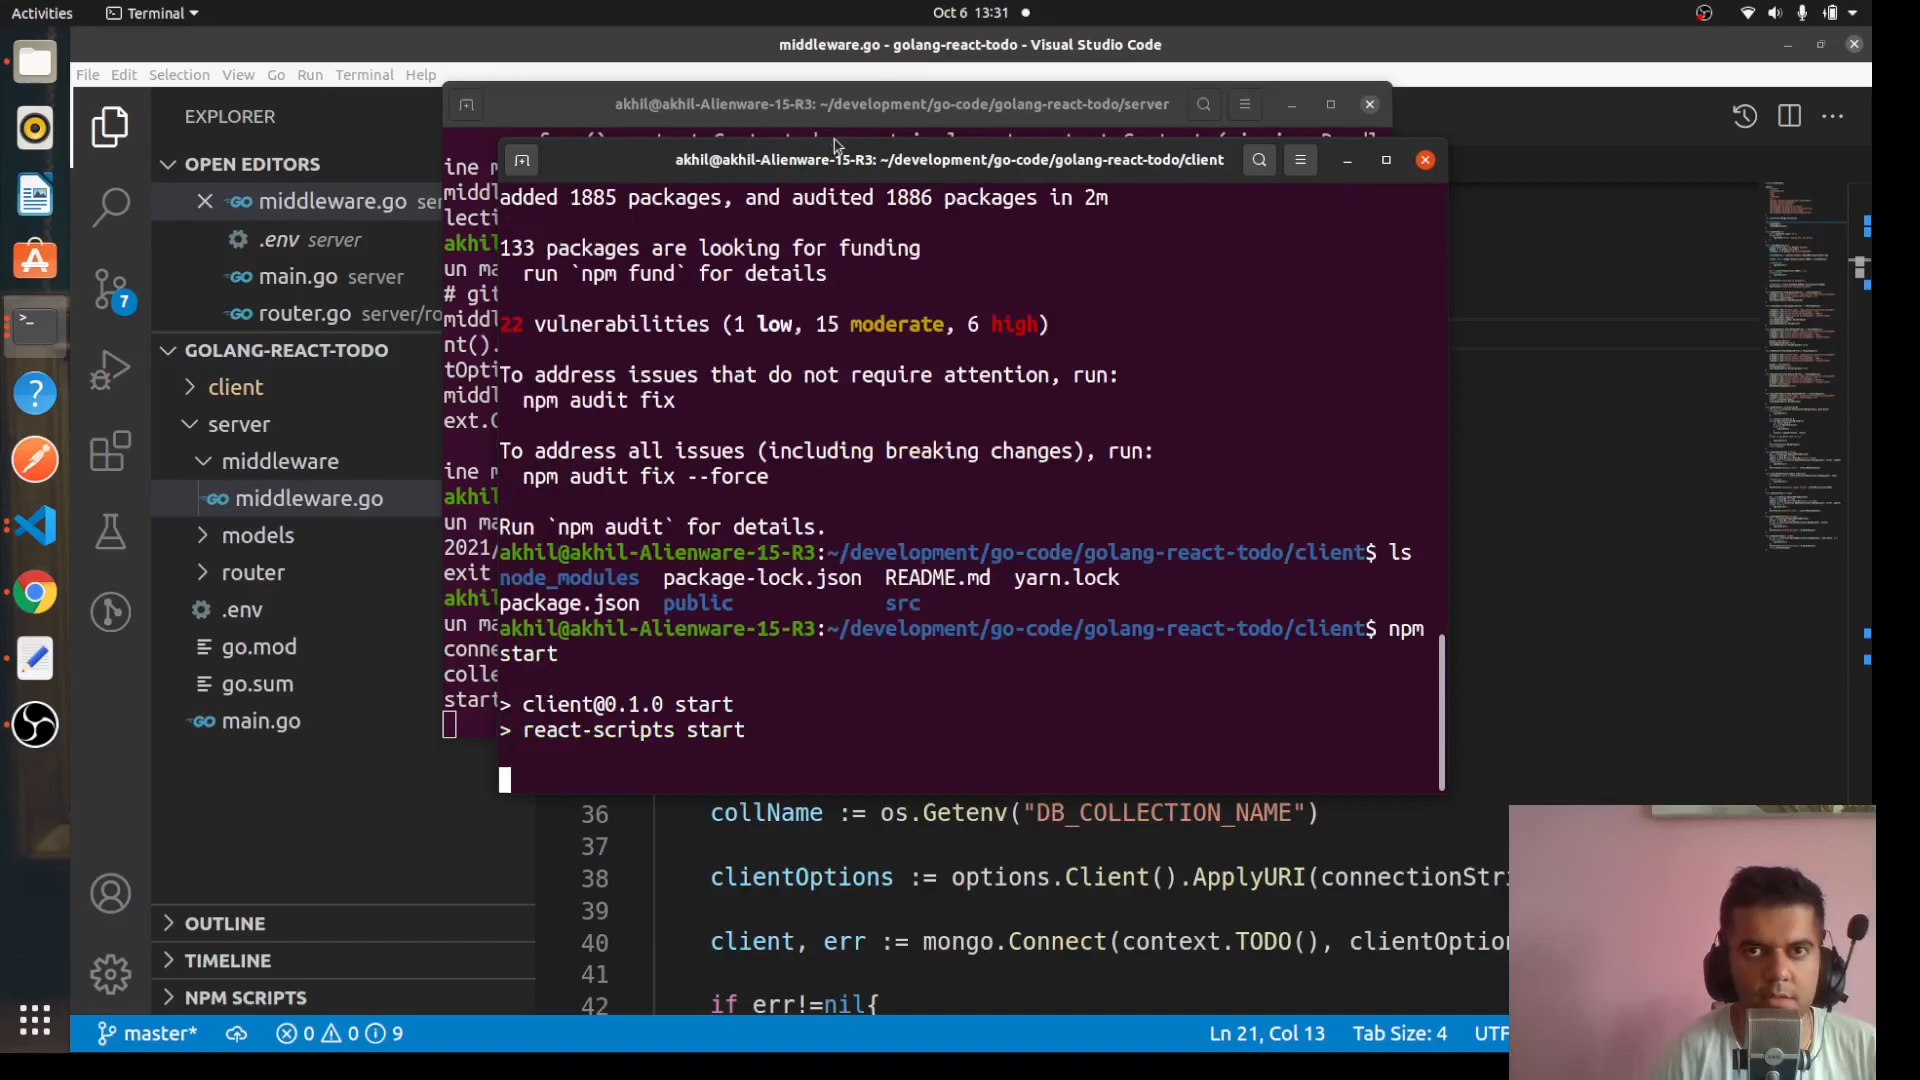 Activities
Terminal
Oct 6 13:31
middleware.go - golang-react-todo - Visual Studio Code
File Edit Selection View Go Run Terminal Help
EXPLORER
OPEN EDITORS
middleware.go
.env server
main.go server
router.go server/ro
GOLANG-REACT-TODO
client
server
middleware
middleware.go
models
router
.env
go.mod
go.sum
main.go
OUTLINE
TIMELINE
NPM SCRIPTS
7
akhil@akhil-Alienware-15-R3: ~/development/go-code/golang-react-todo/server
akhil@akhil-Alienware-15-R3: ~/development/go-code/golang-react-todo/client
added 1885 packages, and audited 1886 packages in 2m
133 packages are looking for funding
run `npm fund` for details
22 vulnerabilities (1 low, 15 moderate, 6 high)
To address issues that do not require attention, run:
npm audit fix
To address all issues (including breaking changes), run:
npm audit fix --force
Run `npm audit` for details.
akhil@akhil-Alienware-15-R3:~/development/go-code/golang-react-todo/client$ ls
node_modules package-lock.json README.md yarn.lock
package.json public src
akhil@akhil-Alienware-15-R3:~/development/go-code/golang-react-todo/client$ npm
start
> client@0.1.0 start
> react-scripts start
36 collName := os.Getenv("DB_COLLECTION_NAME")
37
38 clientOptions := options.Client().ApplyURI(connectionStri
39
40 client, err := mongo.Connect(context.TODO(), clientOption
41
42 if err!=nil{
master*
0 0 9
Ln 21, Col 13 Tab Size: 4 UTF